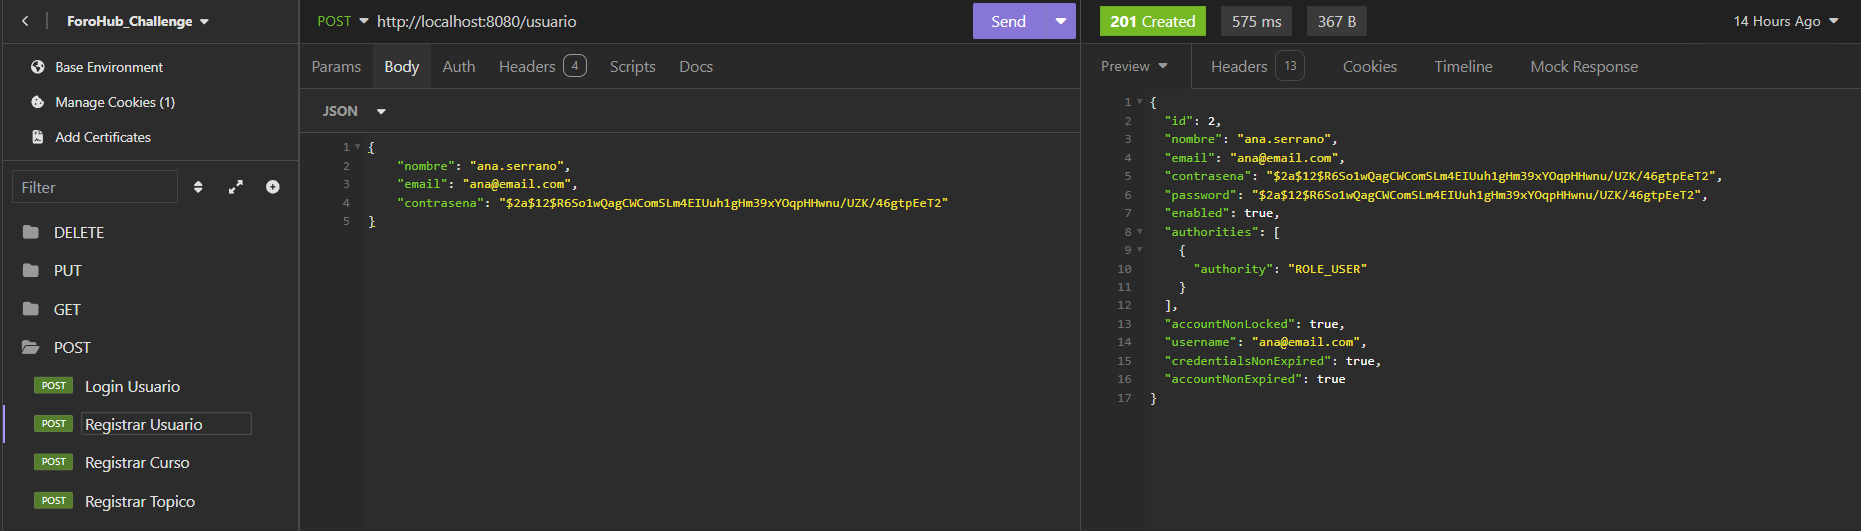 ForoHub_Challenge
Base Environment
Manage Cookies (1)
Add Certificates
Filter
DELETE
PUT
GET
POST
POST Login Usuario
POST Registrar Usuario
POST Registrar Curso
POST Registrar Topico
POST http://localhost:8080/usuario Send
Params Body Auth Headers 4 Scripts Docs
JSON
1 {
2 "nombre": "ana.serrano",
3 "email": "ana@email.com",
4 "contrasena": "$2a$12$R6So1wQagCWComSLm4EIUuh1gHm39xYOqpHHwnu/UZK/46gtpEeT2"
5 }
201 Created 575 ms 367 B 14 Hours Ago
Preview Headers 13 Cookies Timeline Mock Response
1 {
2 "id": 2,
3 "nombre": "ana.serrano",
4 "email": "ana@email.com",
5 "contrasena": "$2a$12$R6So1wQagCWComSLm4EIUuh1gHm39xYOqpHHwnu/UZK/46gtpEeT2",
6 "password": "$2a$12$R6So1wQagCWComSLm4EIUuh1gHm39xYOqpHHwnu/UZK/46gtpEeT2",
7 "enabled": true,
8 "authorities": [
9 {
10 "authority": "ROLE_USER"
11 }
12 ],
13 "accountNonLocked": true,
14 "username": "ana@email.com",
15 "credentialsNonExpired": true,
16 "accountNonExpired": true
17 }